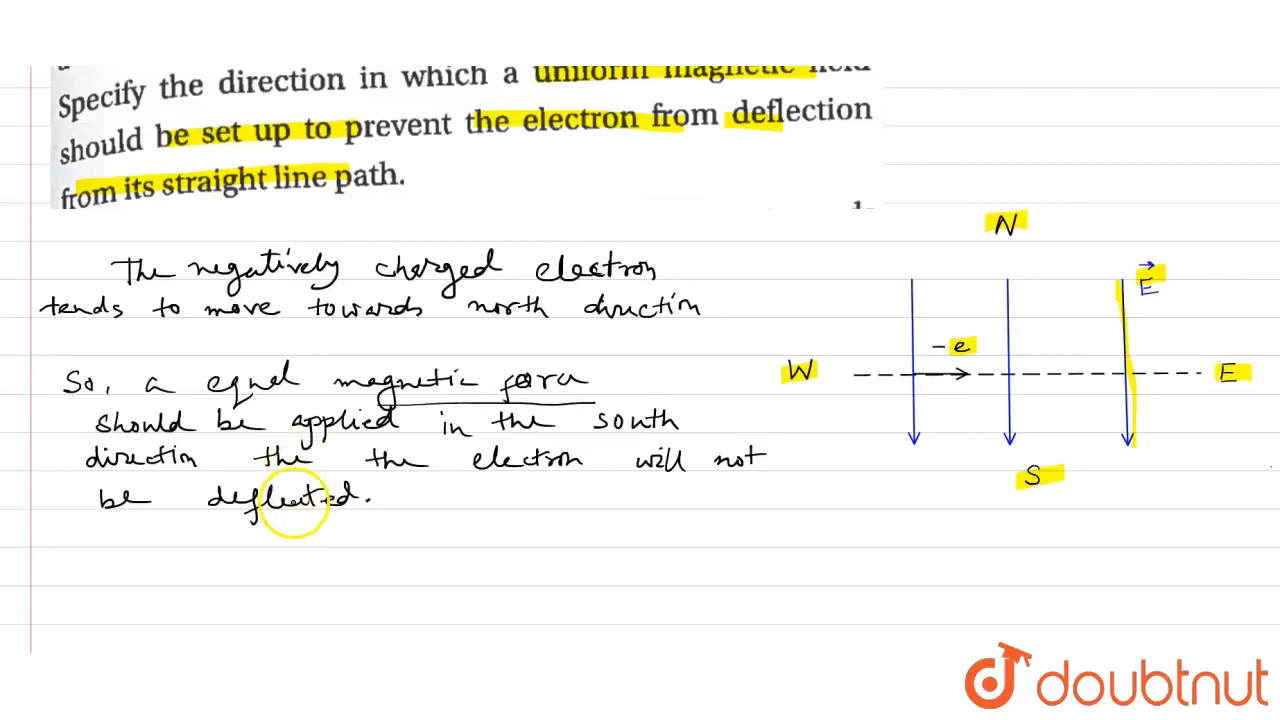 Specify the direction in which a uniform magnetic field
should be set up to prevent the electron from deflection
from its straight line path.
The negatively charged electron
tends to move towards north direction
So, a equal magnetic force
should be applied in the south
direction the the electron will not
be deflected.
N
E
- e
W
E
S
doubtnut